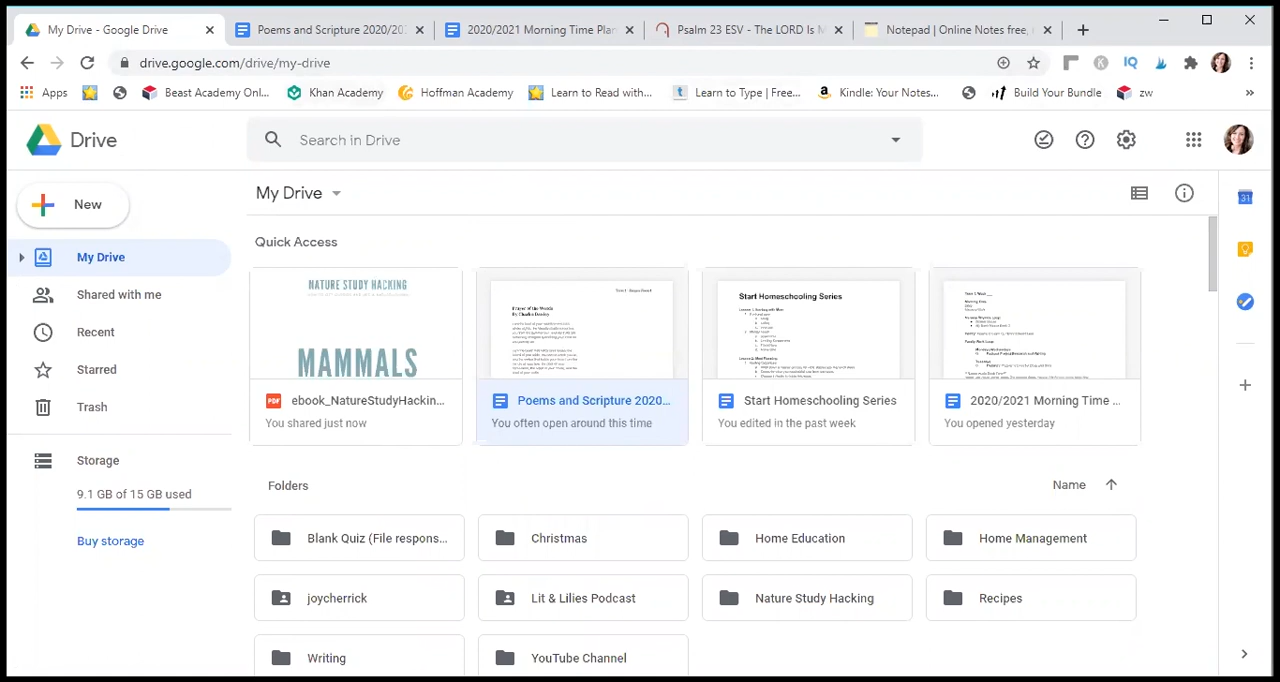 My Drive - Google Drive
Poems and Scripture 2020/202
2020/2021 Morning Time Plan
Psalm 23 ESV - The LORD Is M
Notepad | Online Notes free,
drive.google.com/drive/my-drive
IQ
Apps
Beast Academy Onl...
Khan Academy
Hoffman Academy
Learn to Read with...
Learn to Type | Free...
Kindle: Your Notes...
Build Your Bundle
zw
Drive
Search in Drive
New
My Drive
Quick Access
My Drive
Shared with me
Recent
Starred
Trash
Storage
9.1 GB of 15 GB used
Buy storage
NATURE STUDY HACKING
MAMMALS
PDF
ebook_NatureStudyHackin...
You shared just now
Poems and Scripture 2020...
You often open around this time
Start Homeschooling Series
Start Homeschooling Series
You edited in the past week
2020/2021 Morning Time ...
You opened yesterday
31
Folders
Name
Blank Quiz (File respons...
Christmas
Home Education
Home Management
joycherrick
Lit & Lilies Podcast
Nature Study Hacking
Recipes
Writing
YouTube Channel